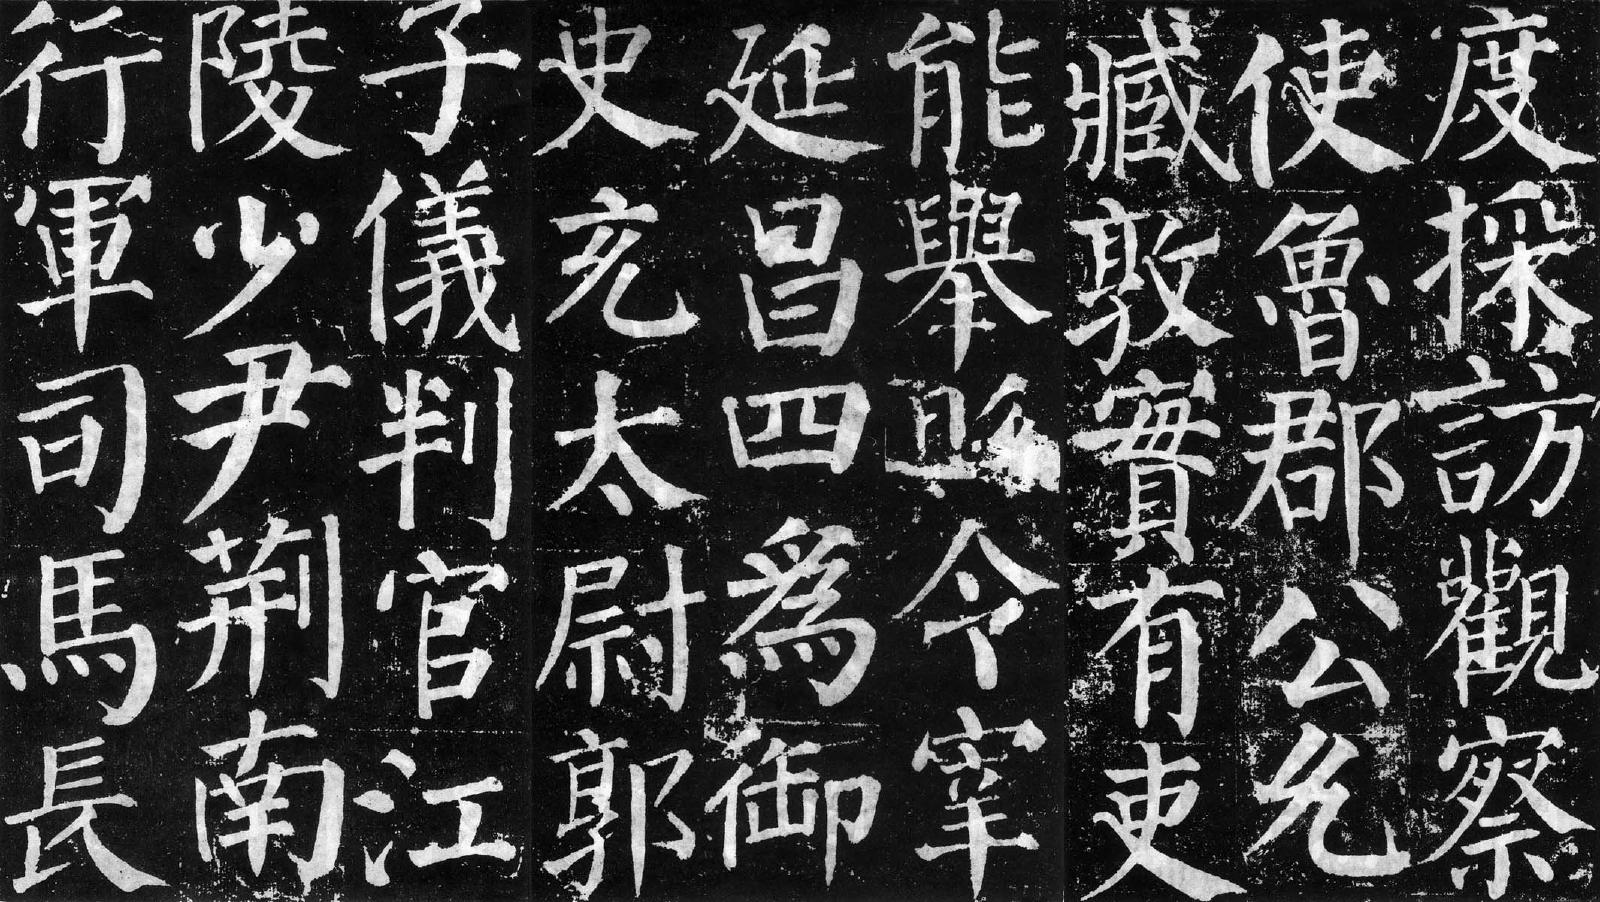 度採訪觀察
使魯郡公允
臧敦實有吏
能舉縣令宰
延昌四爲御
史充太尉郭
子儀判官江
陵少尹荊南
行軍司馬長